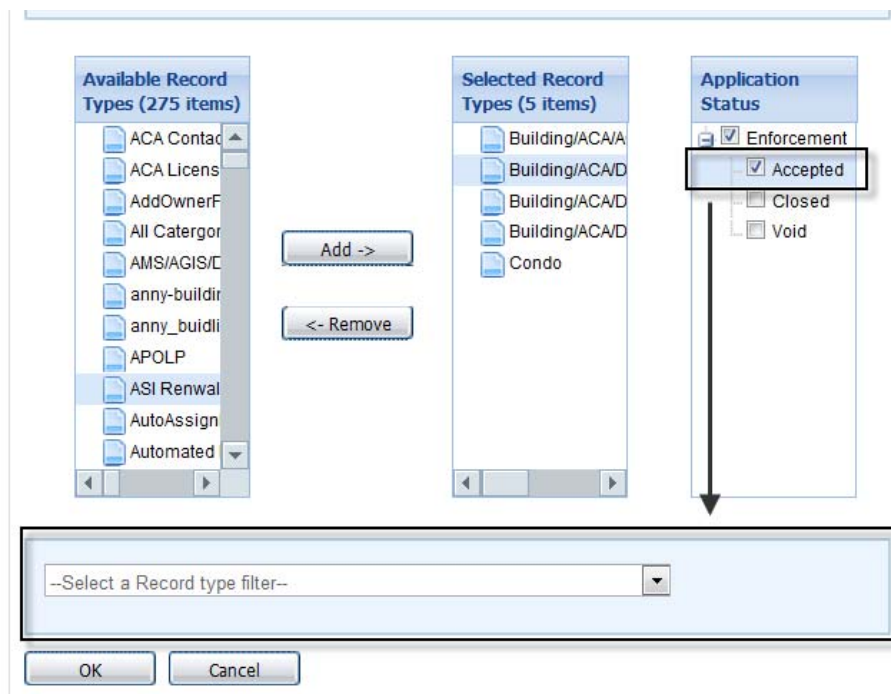 Available Record
Types (275 items)
ACA Contac
ACA Licens
AddOwnerF
All Catergor
AMS/AGIS/D
anny-buildin
anny_buidli
APOLP
ASI Renwal
AutoAssign
Automated
Add ->
<- Remove
Selected Record
Types (5 items)
Building/ACA/A
Building/ACA/D
Building/ACA/D
Building/ACA/D
Condo
Application
Status
Enforcement
Accepted
Closed
Void
--Select a Record type filter--
OK
Cancel